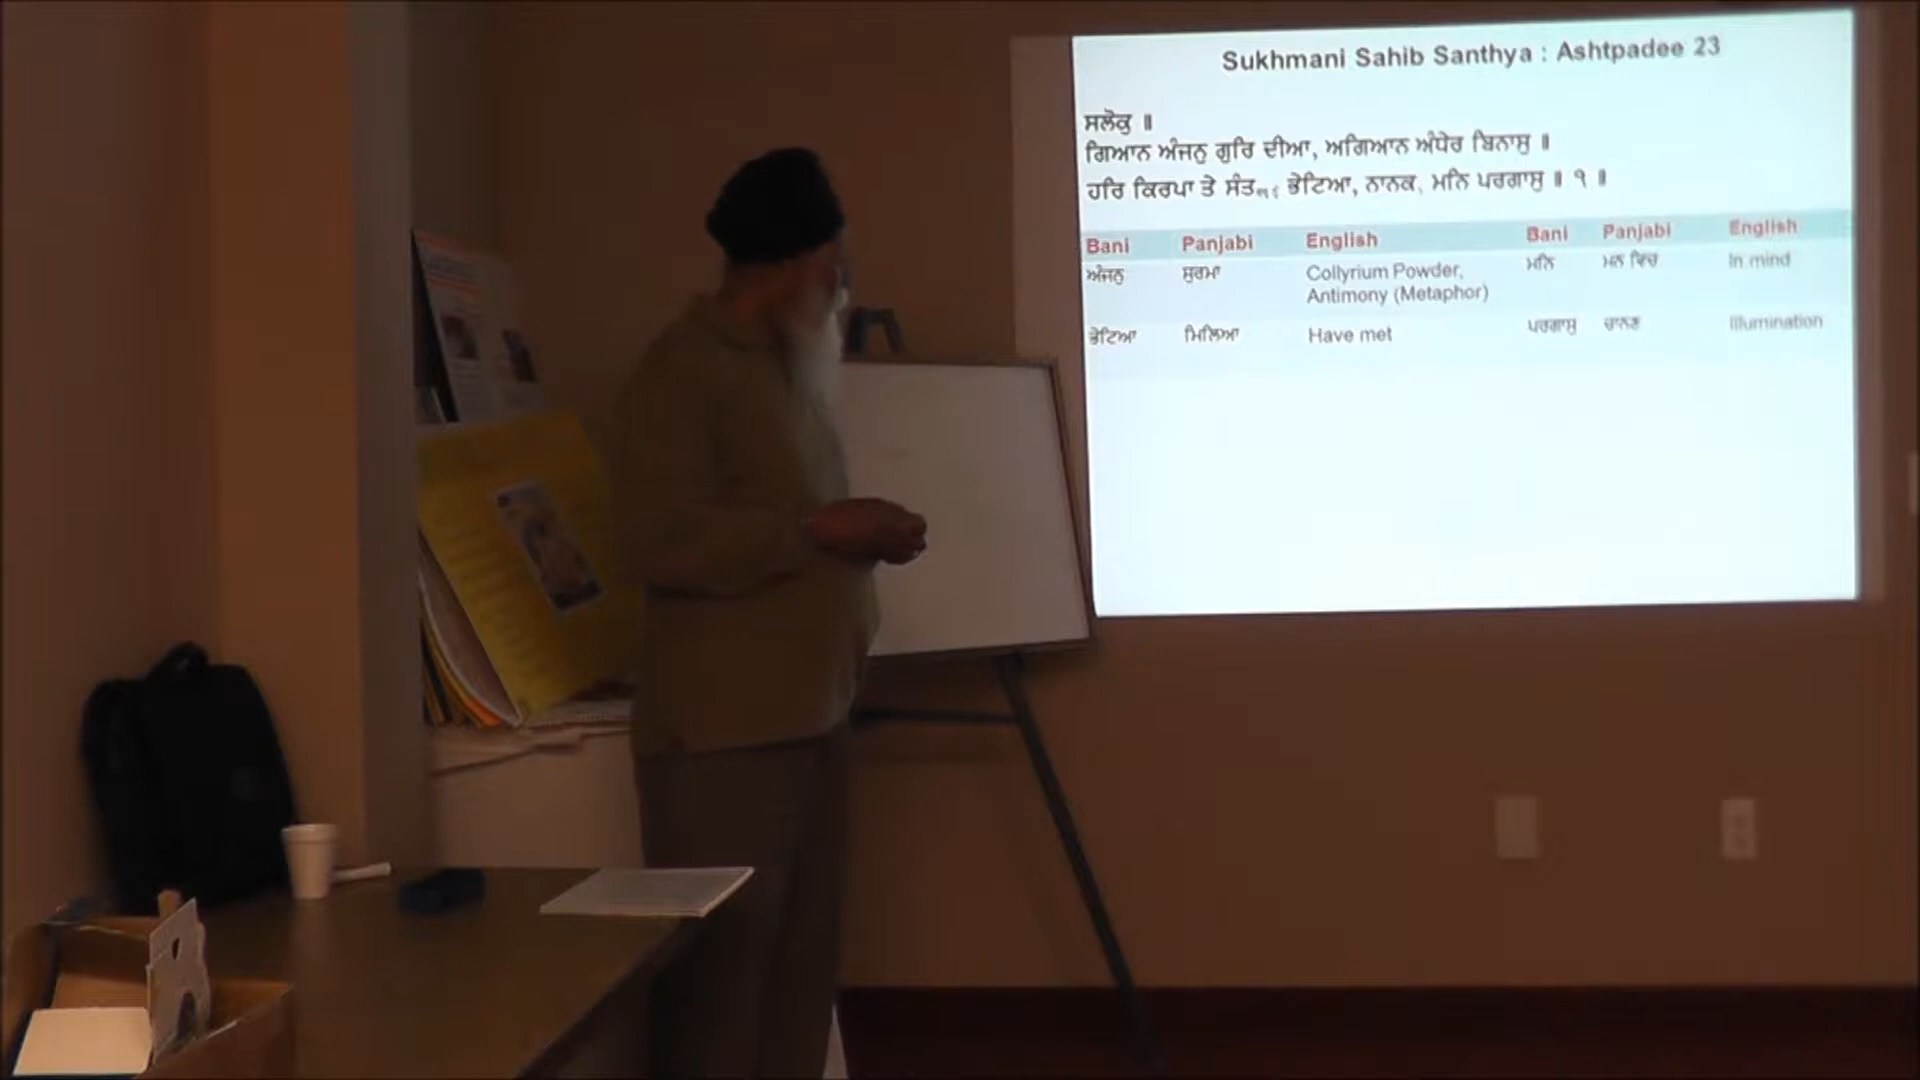 Sukhmani Sahib Santhya : Ashtpadee 23
ਸਲੋਕੁ ॥
ਗਿਆਨ ਅੰਜਨੁ ਗੁਰਿ ਦੀਆ, ਅਗਿਆਨ ਅੰਧੇਰ ਬਿਨਾਸੁ ॥
ਹਰਿ ਕਿਰਪਾ ਤੇ ਸੰਤ ਭੇਟਿਆ, ਨਾਨਕ, ਮਨਿ ਪਰਗਾਸੁ ॥ ੧ ॥
Bani Panjabi English Bani Panjabi English
ਅੰਜਨੁ ਸੁਰਮਾ Collyrium Powder, Antimony (Metaphor) ਮਨਿ ਮਨ ਵਿਚ In mind
ਭੇਟਿਆ ਮਿਲਿਆ Have met ਪਰਗਾਸੁ ਚਾਨਣ Illumination